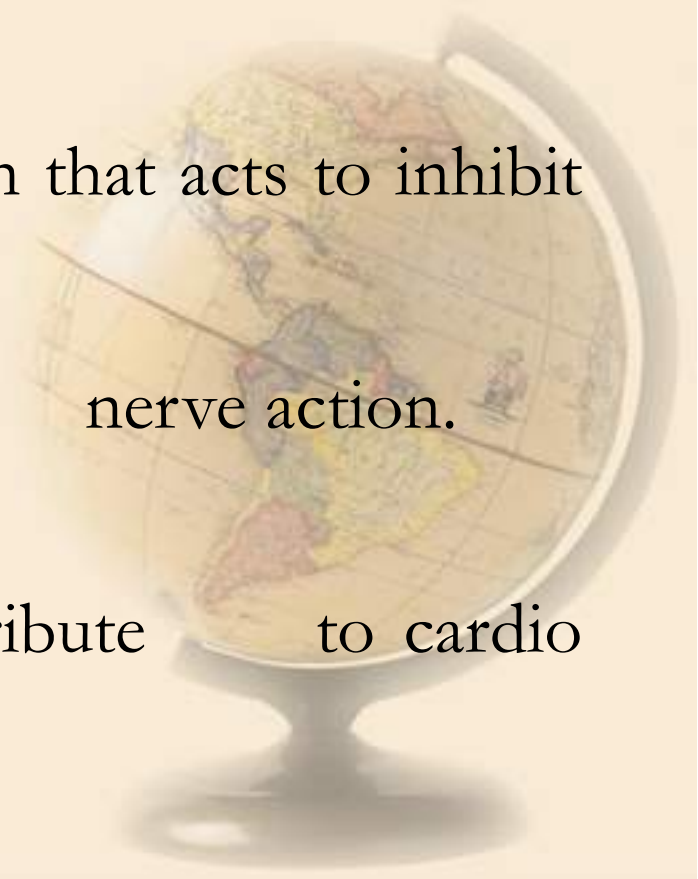 that acts to inhibit
nerve action.
to cardio